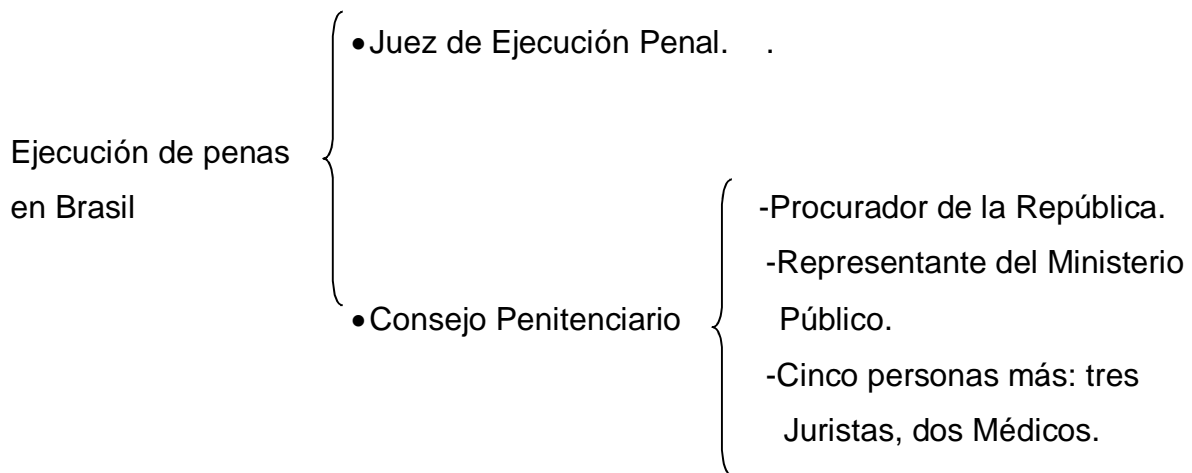 •Juez de Ejecución Penal. .
Ejecución de penas
en Brasil
-Procurador de la República.
-Representante del Ministerio
•Consejo Penitenciario
Público.
-Cinco personas más: tres
Juristas, dos Médicos.